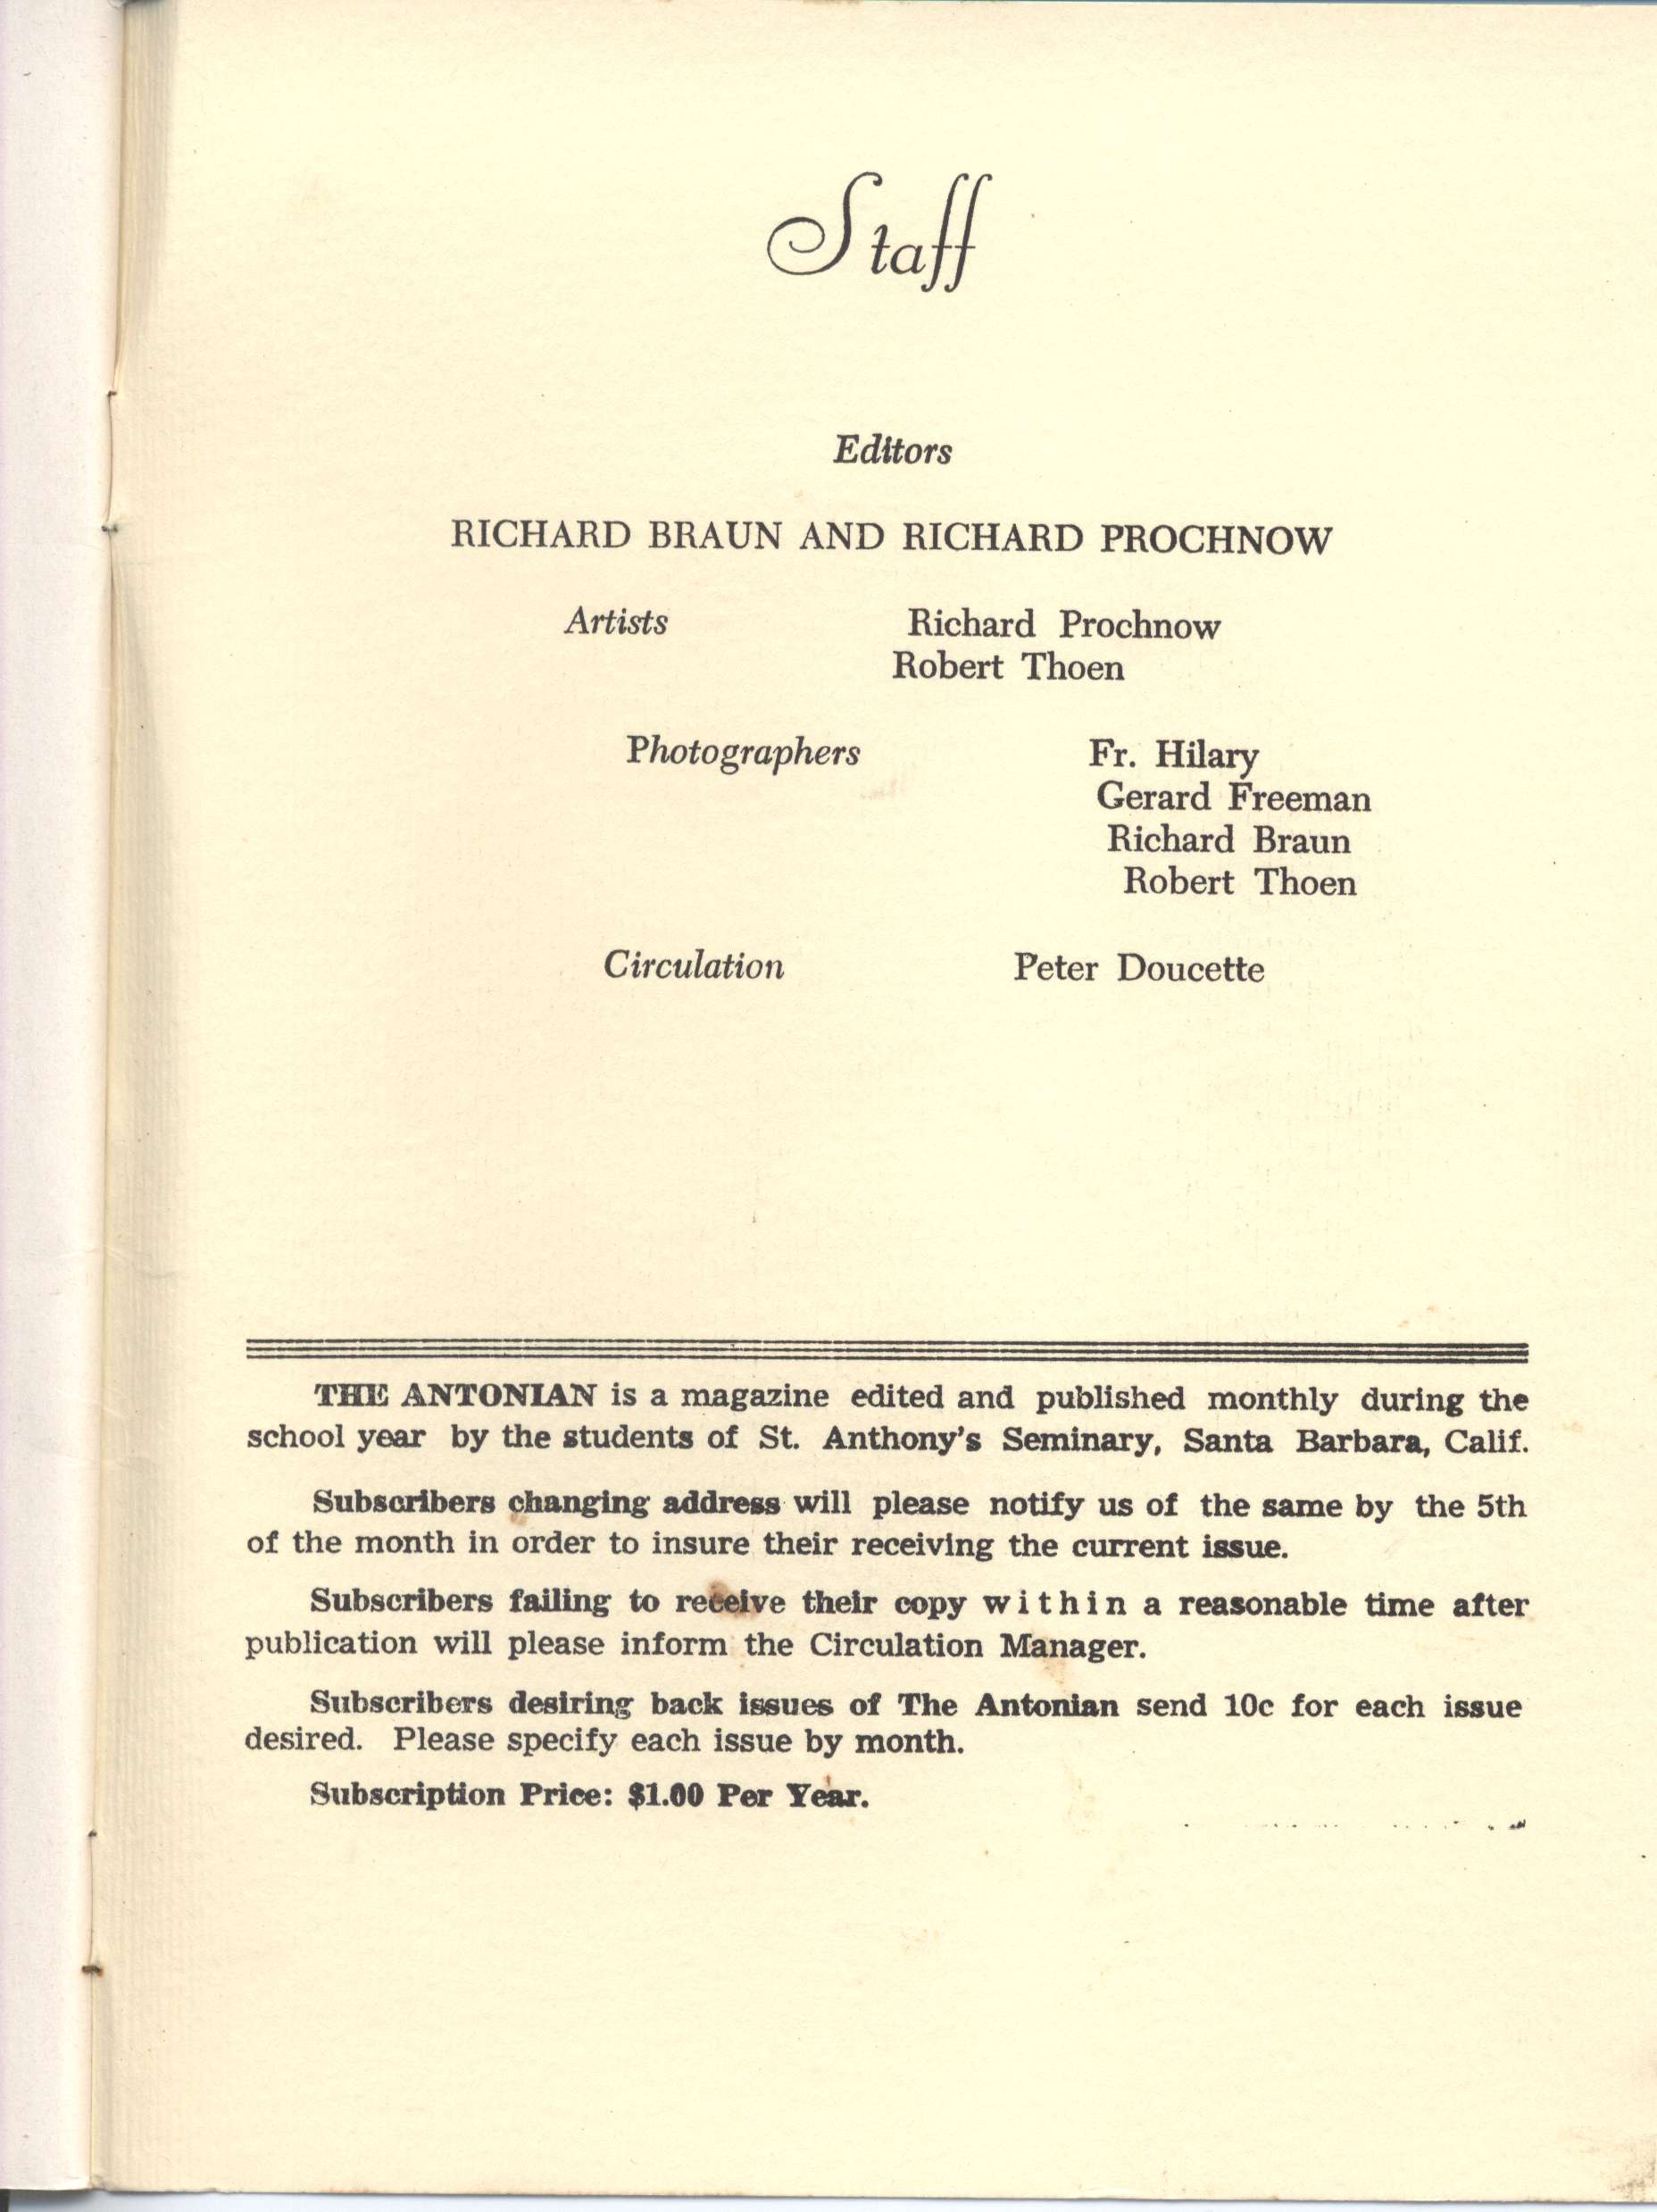 Staff
Editors
RICHARD BRAUN AND RICHARD PROCHNOW
Artists Richard Prochnow
Robert Thoen
Photographers Fr. Hilary
Gerard Freeman
Richard Braun
Robert Thoen
Circulation Peter Doucette
THE ANTONIAN is a magazine edited and published monthly during the
school year by the students of St. Anthony's Seminary, Santa Barbara, Calif.
Subscribers changing address will please notify us of the same by the 5th
of the month in order to insure their receiving the current issue.
Subscribers failing to receive their copy within a reasonable time after
publication will please inform the Circulation Manager.
Subscribers desiring back issues of The Antonian send 10c for each issue
desired. Please specify each issue by month.
Subscription Price: $1.00 Per Year.